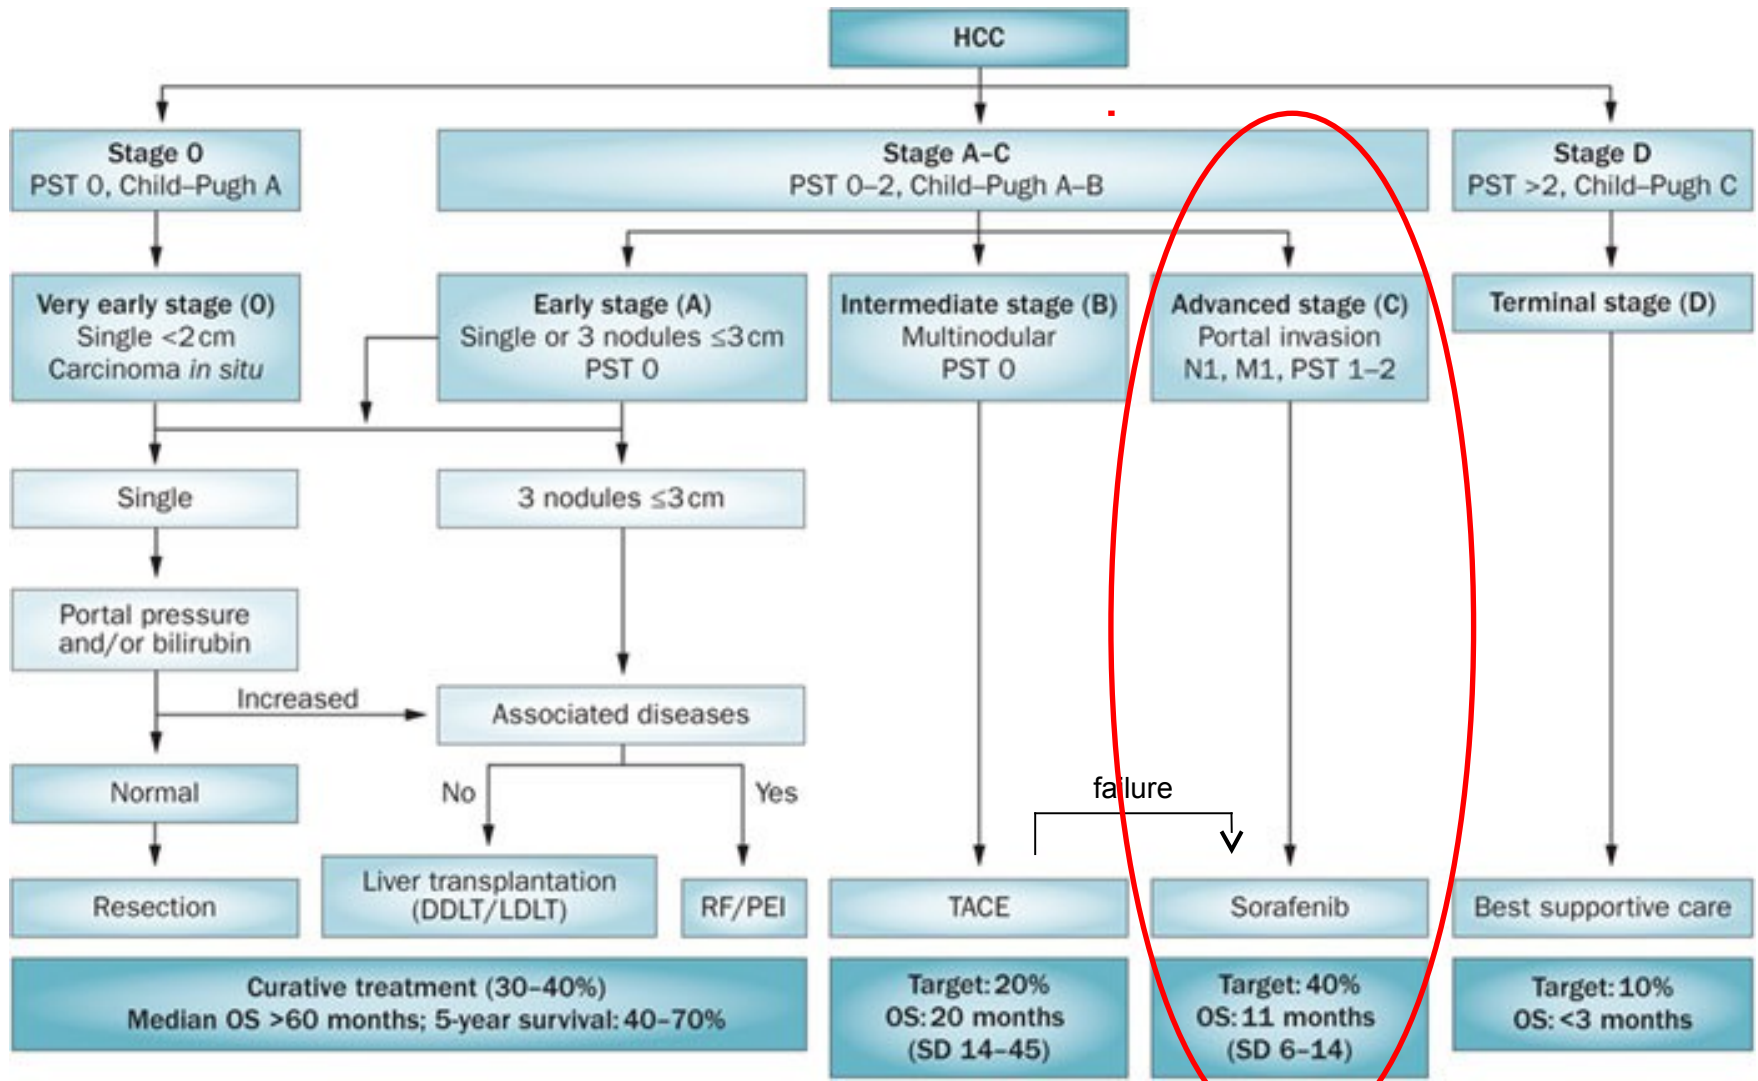 HCC
Stage 0
PST 0, Child–Pugh A
Stage A–C
PST 0–2, Child–Pugh A–B
Stage D
PST >2, Child–Pugh C
Very early stage (0)
Single <2 cm
Carcinoma in situ
Early stage (A)
Single or 3 nodules ≤3 cm
PST 0
Intermediate stage (B)
Multinodular
PST 0
Advanced stage (C)
Portal invasion
N1, M1, PST 1–2
Terminal stage (D)
Single
3 nodules ≤3 cm
Portal pressure
and/or bilirubin
Increased
Associated diseases
Normal
No
Yes
failure
Resection
Liver transplantation
(DDLT/LDLT)
RF/PEI
TACE
Sorafenib
Best supportive care
Curative treatment (30–40%)
Median OS >60 months; 5-year survival: 40–70%
Target: 20%
OS: 20 months
(SD 14–45)
Target: 40%
OS: 11 months
(SD 6–14)
Target: 10%
OS: <3 months